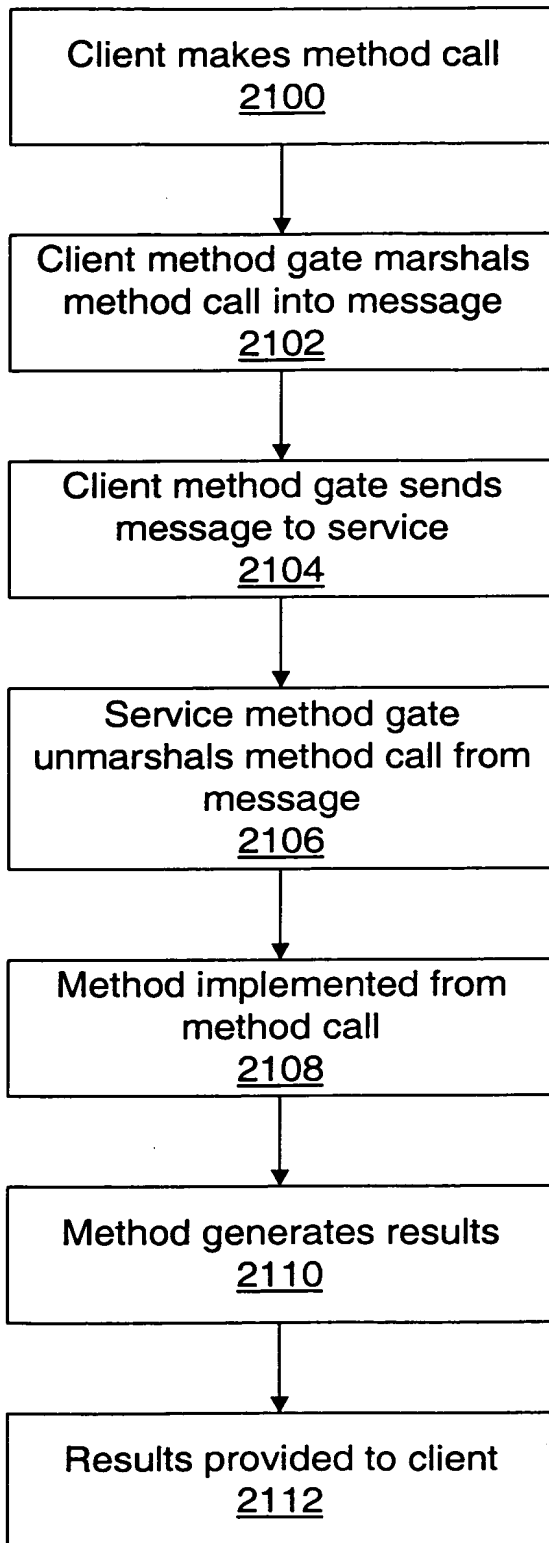 Client makes method call
2100
Client method gate marshals
method call into message
2102
Client method gate sends
message to service
2104
Service method gate
unmarshals method call from
message
2106
Method implemented from
method call
2108
Method generates results
2110
Results provided to client
2112